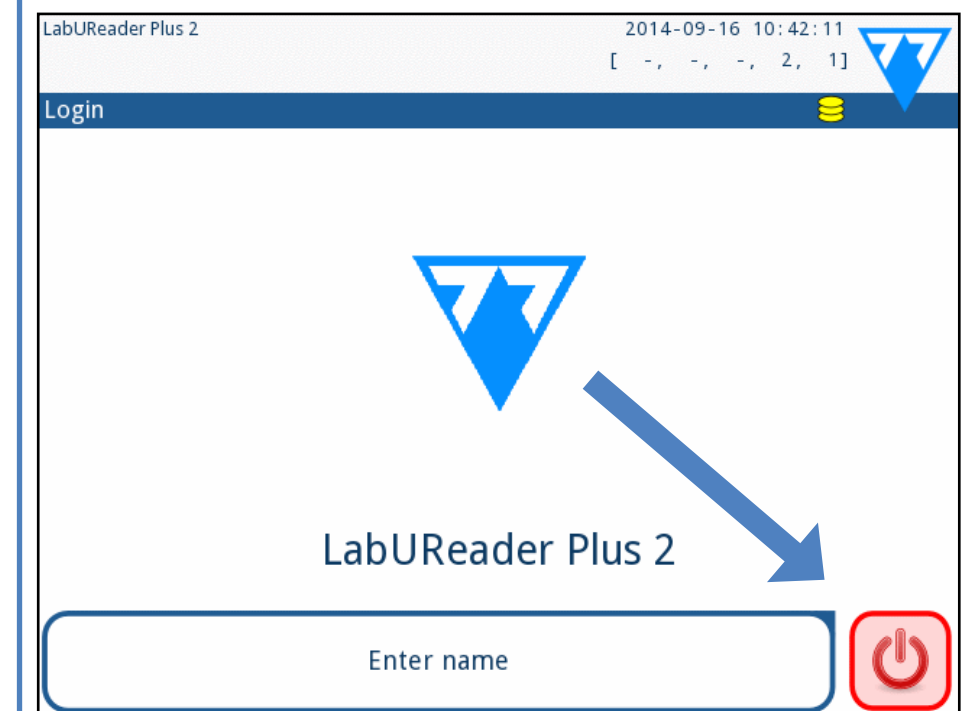 LabUReader Plus 2
2014-09-16 10:42:11
[ -, -, -, 2, 1]
Login
LabUReader Plus 2
Enter name